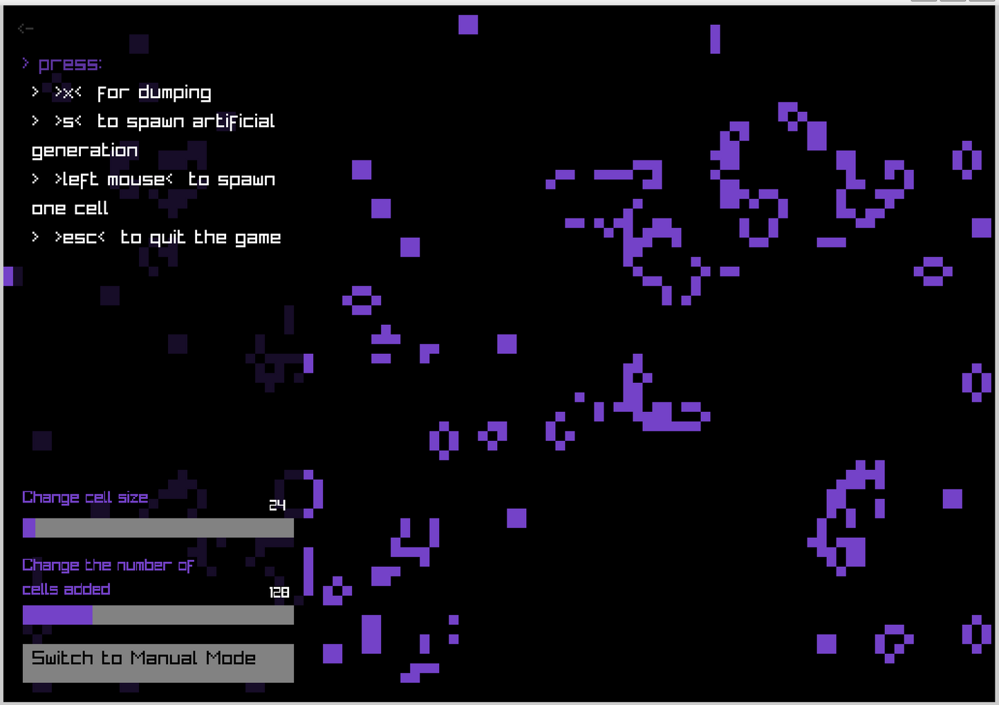 <-
> press:
> >x< for dumping
> >s< to spawn artificial
generation
> >left mouse< to spawn
one cell
> >esc< to quit the game
Change cell size
24
Change the number of
cells added
128
Switch to Manual Mode